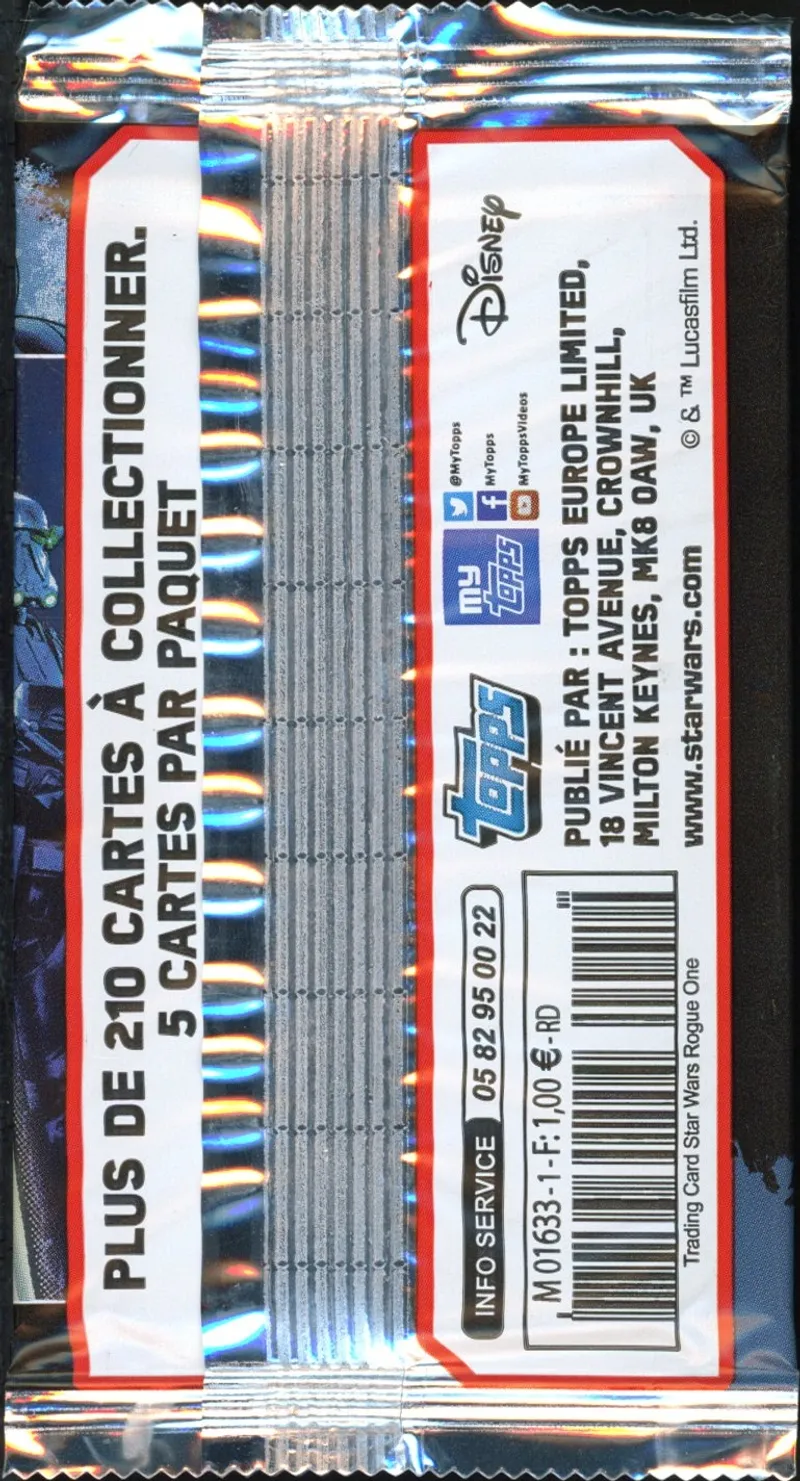 PLUS DE 210 CARTES À COLLECTIONNER.
5 CARTES PAR PAQUET
INFO SERVICE 05 82 95 00 22
M 01633 - 1 - F: 1,00 € - RD
Trading Card Star Wars Rogue One
topps
my topps
@MyTopps
MyTopps
MyToppsVideos
Disney
PUBLIÉ PAR : TOPPS EUROPE LIMITED,
18 VINCENT AVENUE, CROWNHILL,
MILTON KEYNES, MK8 0AW, UK
www.starwars.com
© & ™ Lucasfilm Ltd.